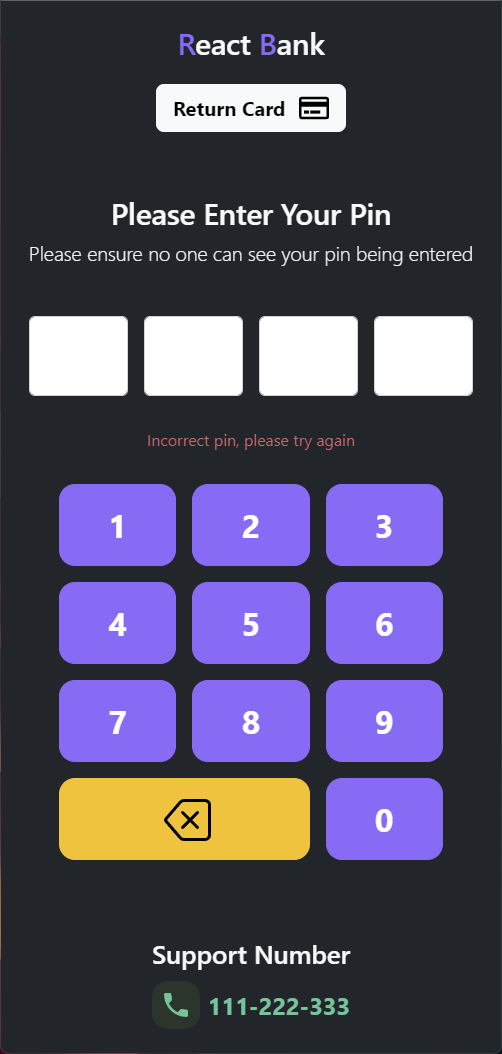 React Bank
Return Card
Please Enter Your Pin
Please ensure no one can see your pin being entered
Incorrect pin, please try again
1 2 3
4 5 6
7 8 9
0
Support Number
111-222-333